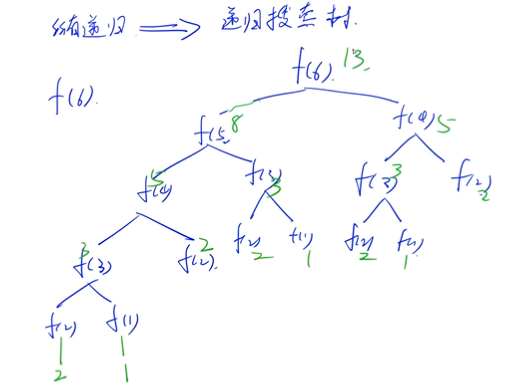 所有递归 ⟹ 递归搜索树.
f(6). f(6) 13.
f(5) 8 f(4) 5
f(4) 5 f(3) 3 f(3) 3 f(2) 2
f(3) 3 f(2). 2 f(2) 2 f(1) 1 f(2) 2 f(1) 1
f(2) f(1)
2 1